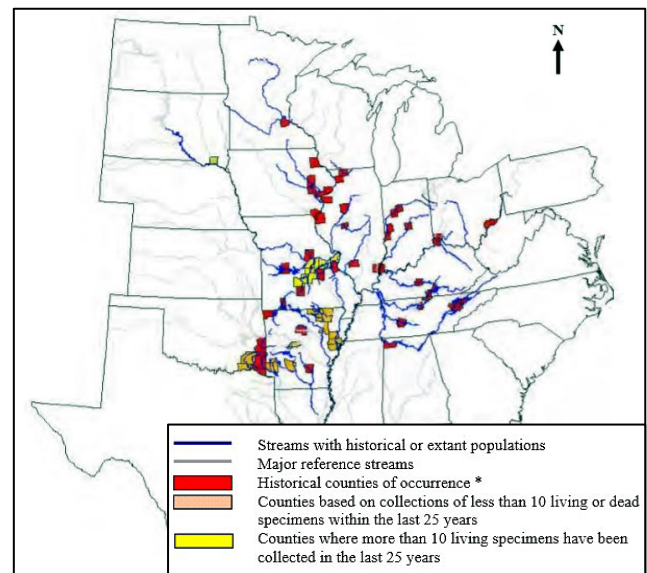 N
Streams with historical or extant populations
Major reference streams
Historical counties of occurrence *
Counties based on collections of less than 10 living or dead
specimens within the last 25 years
Counties where more than 10 living specimens have been
collected in the last 25 years